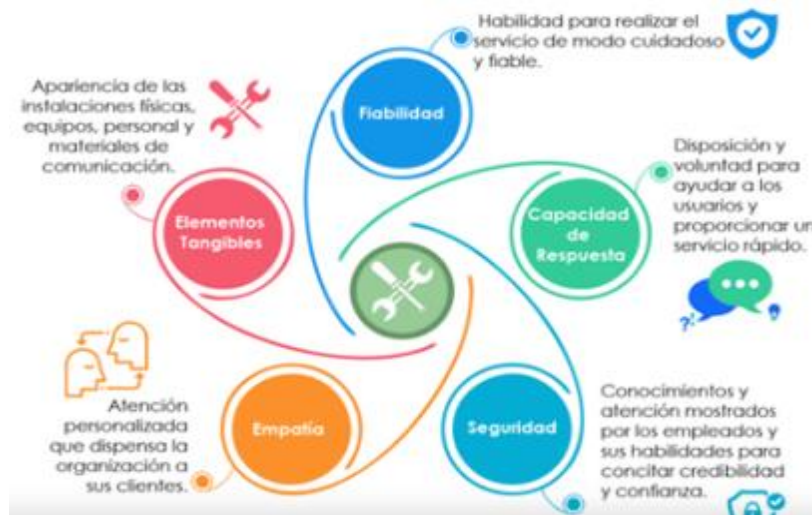 Habilidad para realizar el
servicio de modo cuidadoso
y fiable.
Fiabilidad
Apariencia de las
instalaciones físicas,
equipos, personal y
materiales de
comunicación.
Elementos
Tangibles
Disposición y
voluntad para
ayudar a los
usuarios y
proporcionar un
servicio rápido.
Capacidad
de
Respuesta
?!
Atención
personalizada
que dispensa la
organización a
sus clientes.
Empatía
Seguridad
Conocimientos y
atención mostrados
por los empleados y
sus habilidades para
concitar credibilidad
y confianza.